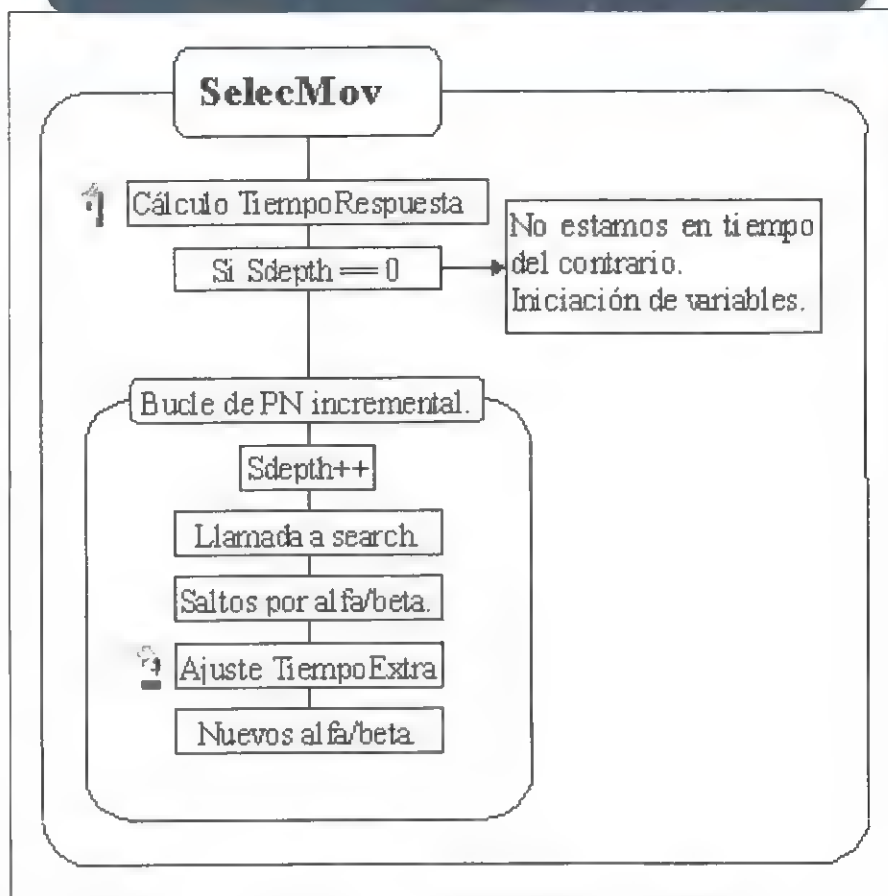 SelecMov
Cálculo TiempoRespuesta
Si Sdepth == 0
No estamos en tiempo
del contrario.
Iniciación de variables.
Bucle de PN incremental.
Sdepth++
Llamada a search
Saltos por alfa/beta.
Ajuste TiempoExtra
Nuevos alfa/beta